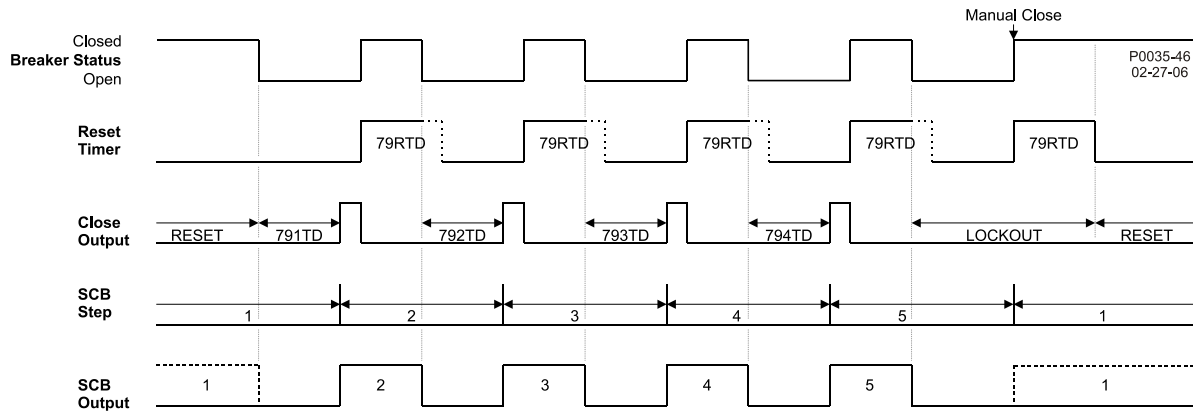 Manual Close
Closed
Breaker Status
Open
P0035-46
02-27-06
Reset
Timer
79RTD 79RTD 79RTD 79RTD 79RTD
Close
Output
RESET 791TD 792TD 793TD 794TD LOCKOUT RESET
SCB
Step
1 2 3 4 5 1
SCB
Output
1 2 3 4 5 1